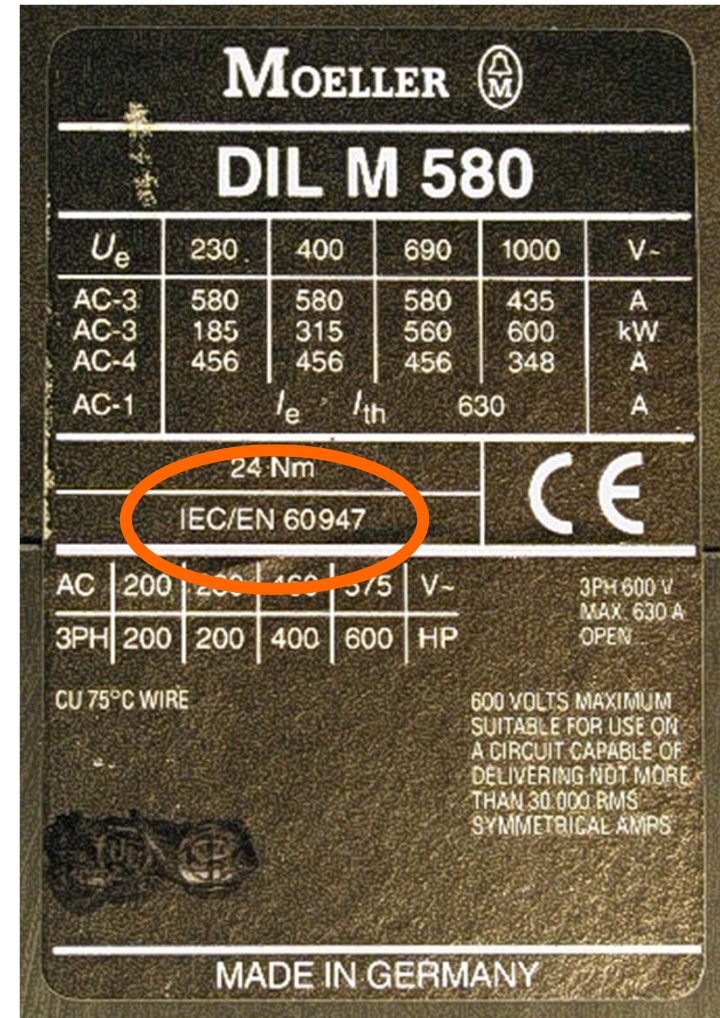 MOELLER
M
DIL M 580
Ue 230 400 690 1000 V~
AC-3 580 580 580 435 A
AC-3 185 315 560 600 kW
AC-4 456 456 456 348 A
AC-1 Ie Ith 630 A
24 Nm
IEC/EN 60947
CE
AC 200 460 575 V~
3PH 200 200 400 600 HP
3PH 600 V
MAX. 630 A
OPEN
CU 75°C WIRE
600 VOLTS MAXIMUM
SUITABLE FOR USE ON
A CIRCUIT CAPABLE OF
DELIVERING NOT MORE
THAN 30 000 RMS
SYMMETRICAL AMPS
MADE IN GERMANY